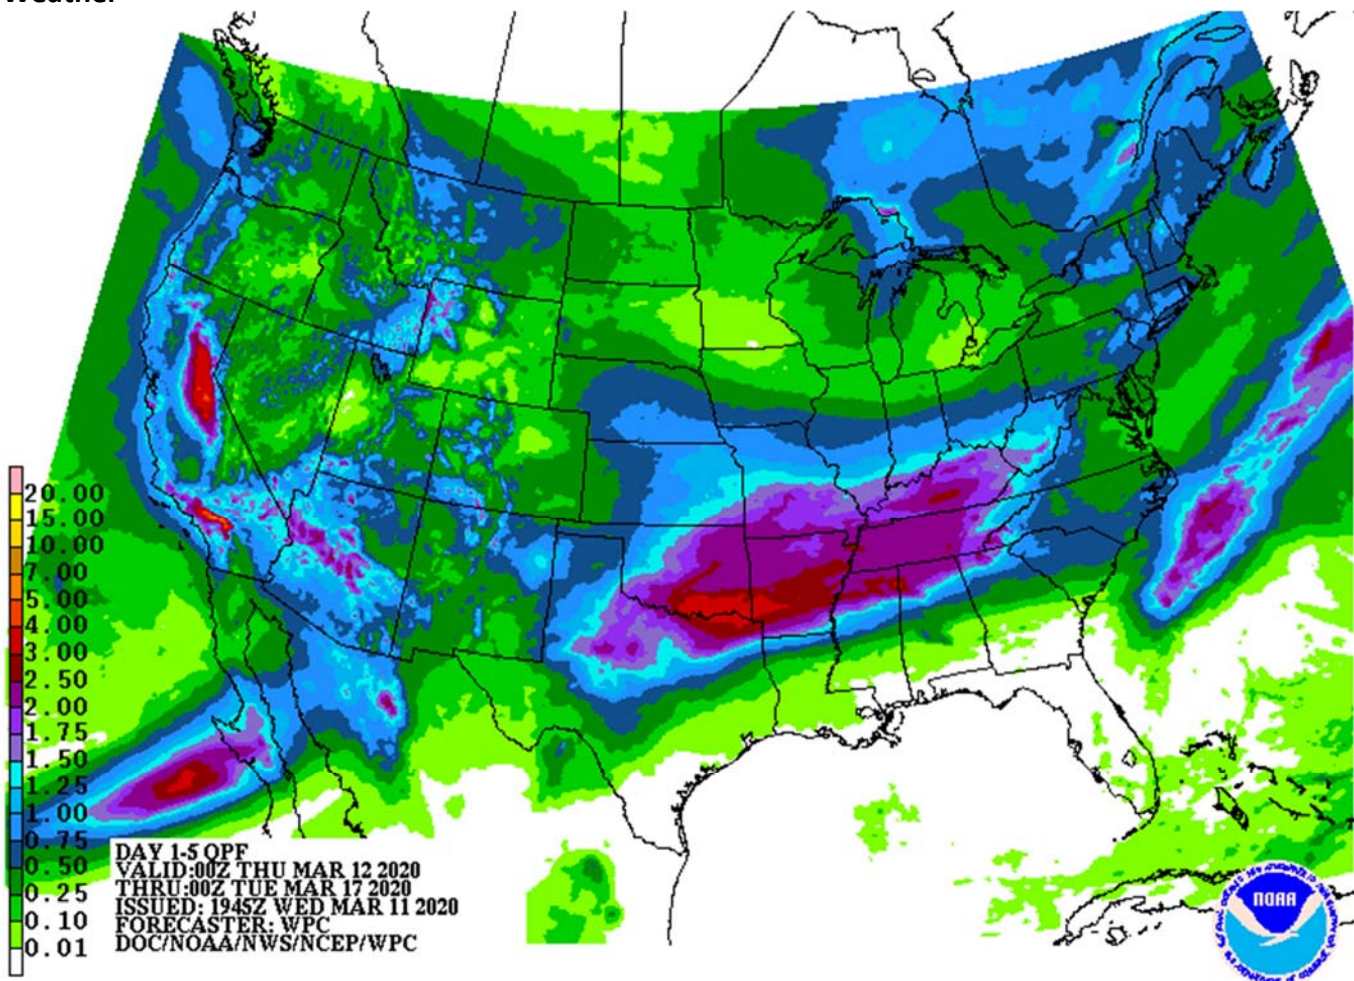 Weather
20.00
15.00
10.00
7.00
5.00
4.00
3.00
2.50
2.00
1.75
1.50
1.25
1.00
0.75
0.50
0.25
0.10
0.01
DAY 1-5 QPF
VALID:00Z THU MAR 12 2020
THRU:00Z TUE MAR 17 2020
ISSUED: 1945Z WED MAR 11 2020
FORECASTER: WPC
DOC/NOAA/NWS/NCEP/WPC
NOAA